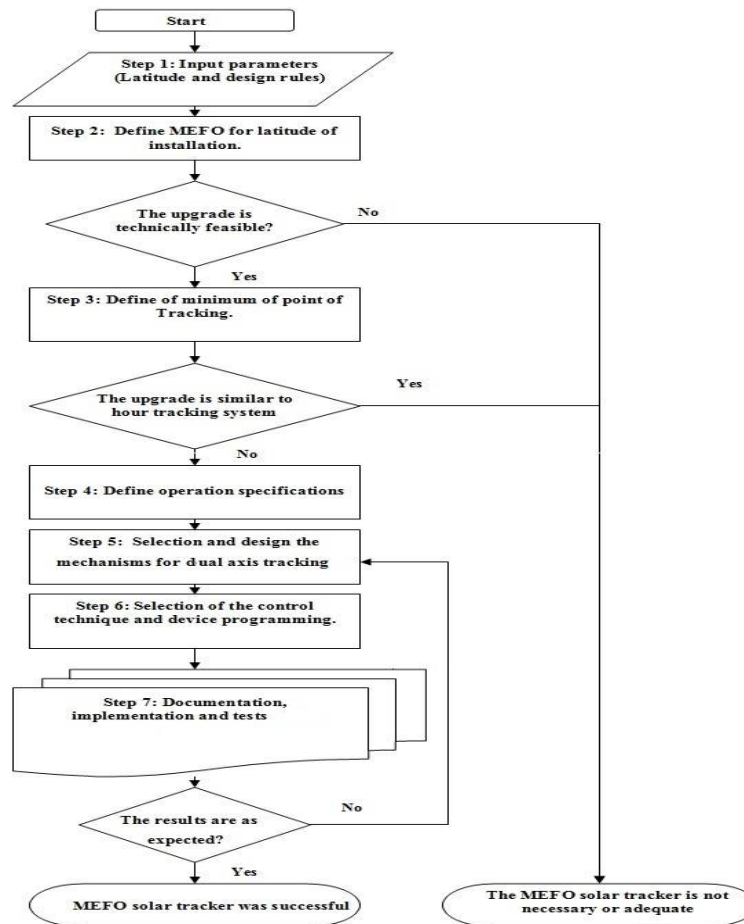 Start
Step 1: Input parameters
(Latitude and design rules)
Step 2: Define MEFO for latitude of
installation.
The upgrade is
technically feasible?
No
Yes
Step 3: Define of minimum of point of
Tracking.
The upgrade is similar to
hour tracking system
Yes
No
Step 4: Define operation specifications
Step 5: Selection and design the
mechanisms for dual axis tracking
Step 6: Selection of the control
technique and device programming.
Step 7: Documentation,
implementation and tests
The results are as
expected?
No
Yes
MEFO solar tracker was successful
The MEFO solar tracker is not
necessary or adequate